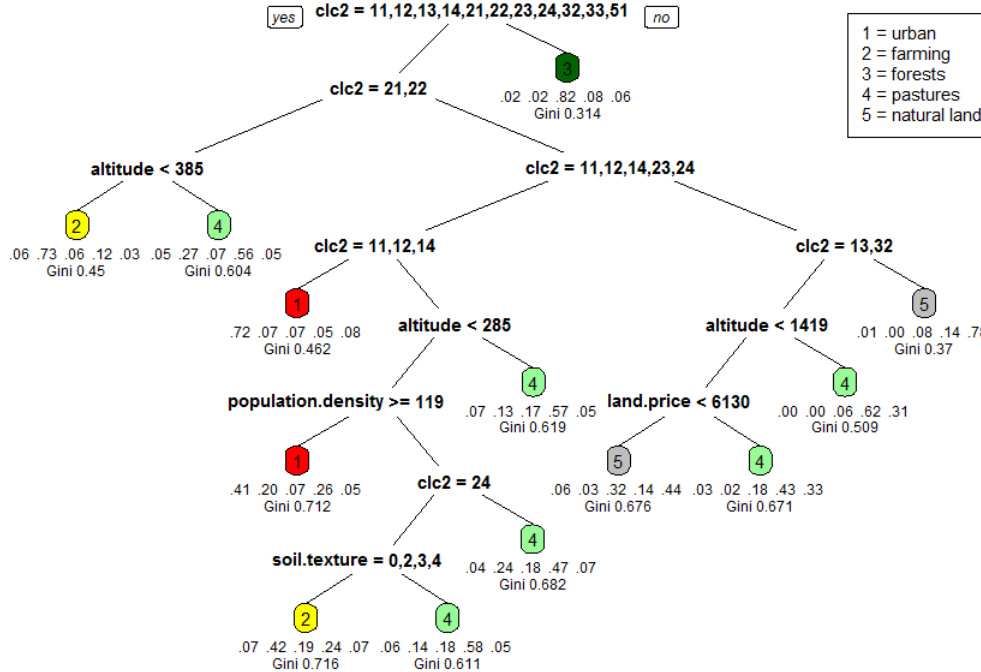 yes clc2 = 11,12,13,14,21,22,23,24,32,33,51 no
1 = urban
2 = farming
3 = forests
4 = pastures
5 = natural land
3
.02 .02 .82 .08 .06
Gini 0.314
clc2 = 21,22
altitude < 385
clc2 = 11,12,14,23,24
2
4
.06 .73 .06 .12 .03
Gini 0.45
.05 .27 .07 .56 .05
Gini 0.604
clc2 = 11,12,14
clc2 = 13,32
1
.72 .07 .07 .05 .08
Gini 0.462
5
.01 .00 .08 .14 .78
Gini 0.37
altitude < 285
altitude < 1419
4
.07 .13 .17 .57 .05
Gini 0.619
4
.00 .00 .06 .62 .31
Gini 0.509
population.density >= 119
land.price < 6130
1
.41 .20 .07 .26 .05
Gini 0.712
5
.06 .03 .32 .14 .44
Gini 0.676
4
.03 .02 .18 .43 .33
Gini 0.671
clc2 = 24
4
.04 .24 .18 .47 .07
Gini 0.682
soil.texture = 0,2,3,4
2
.07 .42 .19 .24 .07
Gini 0.716
4
.06 .14 .18 .58 .05
Gini 0.611